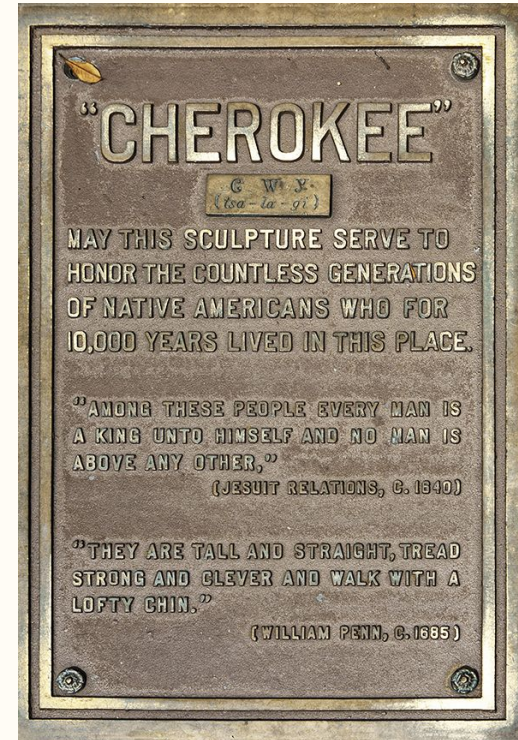 "CHEROKEE"
Ꮳ Ꮃ Ꭹ
(tsa-la-gi)
MAY THIS SCULPTURE SERVE TO
HONOR THE COUNTLESS GENERATIONS
OF NATIVE AMERICANS WHO FOR
10,000 YEARS LIVED IN THIS PLACE.
"AMONG THESE PEOPLE EVERY MAN IS
A KING UNTO HIMSELF AND NO MAN IS
ABOVE ANY OTHER,"
(JESUIT RELATIONS, C. 1640)
"THEY ARE TALL AND STRAIGHT, TREAD
STRONG AND CLEVER AND WALK WITH A
LOFTY CHIN."
(WILLIAM PENN, C. 1685)